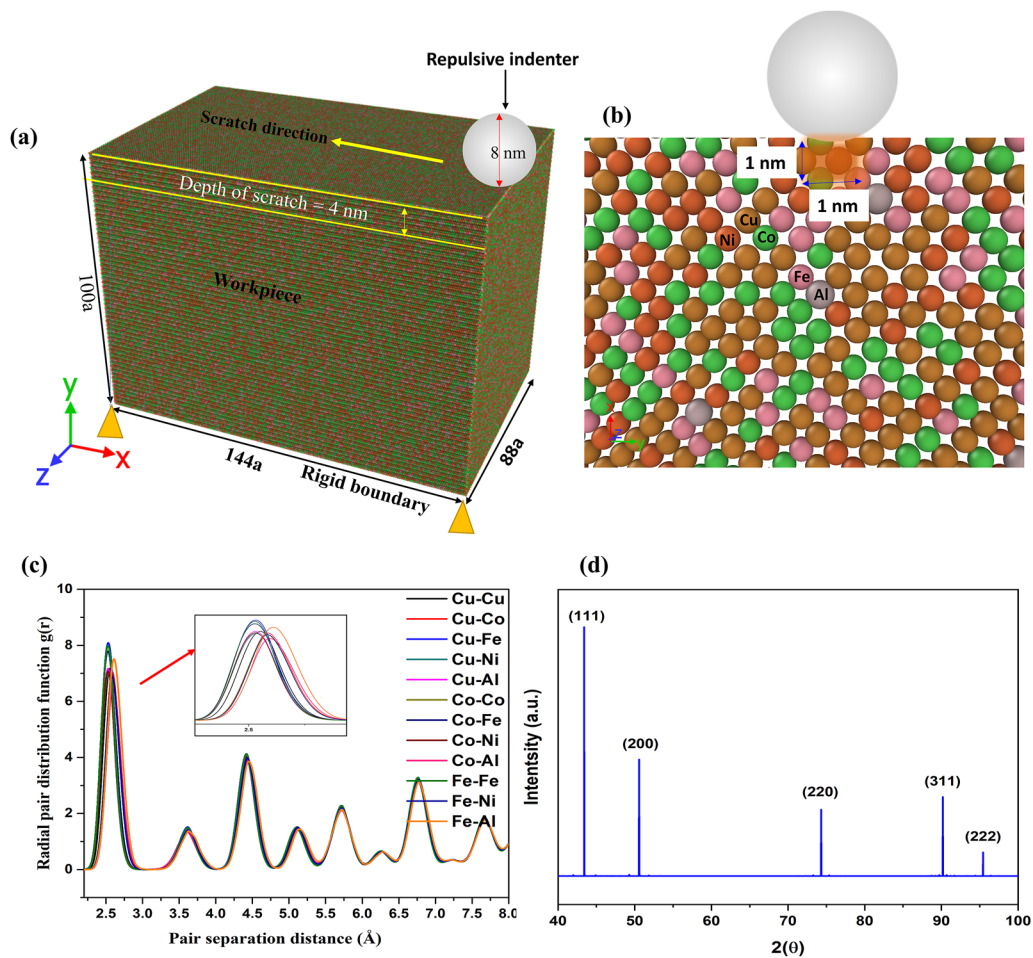 (a)
Repulsive indenter
Scratch direction
8 nm
Depth of scratch = 4 nm
Workpiece
100a
144a
88a
Rigid boundary
y
x
z
(b)
1 nm
1 nm
Cu
Ni
Co
Fe
Al
z
y
(c)
Radial pair distribution function g(r)
10
8
6
4
2
0
2.5 3.0 3.5 4.0 4.5 5.0 5.5 6.0 6.5 7.0 7.5 8.0
Pair separation distance (Å)
Cu-Cu
Cu-Co
Cu-Fe
Cu-Ni
Cu-Al
Co-Co
Co-Fe
Co-Ni
Co-Al
Fe-Fe
Fe-Ni
Fe-Al
(d)
Intentsity (a.u.)
(111)
(200)
(220)
(311)
(222)
40 50 60 70 80 90 100
2(θ)